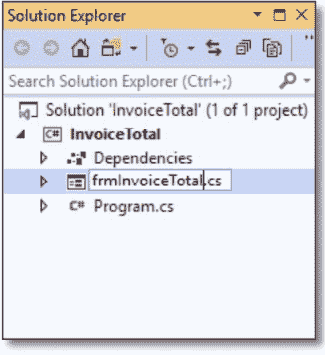 Solution Explorer
Search Solution Explorer (Ctrl+;)
Solution 'InvoiceTotal' (1 of 1 project)
C# InvoiceTotal
Dependencies
frmInvoiceTotal.cs
C# Program.cs